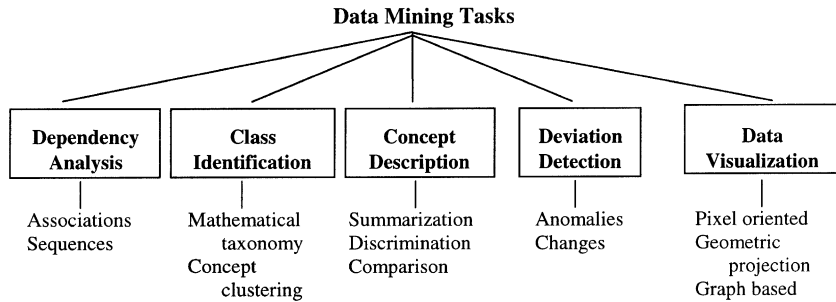 Data Mining Tasks
Dependency
Analysis
Class
Identification
Concept
Description
Deviation
Detection
Data
Visualization
Associations
Sequences
Mathematical
taxonomy
Concept
clustering
Summarization
Discrimination
Comparison
Anomalies
Changes
Pixel oriented
Geometric
projection
Graph based